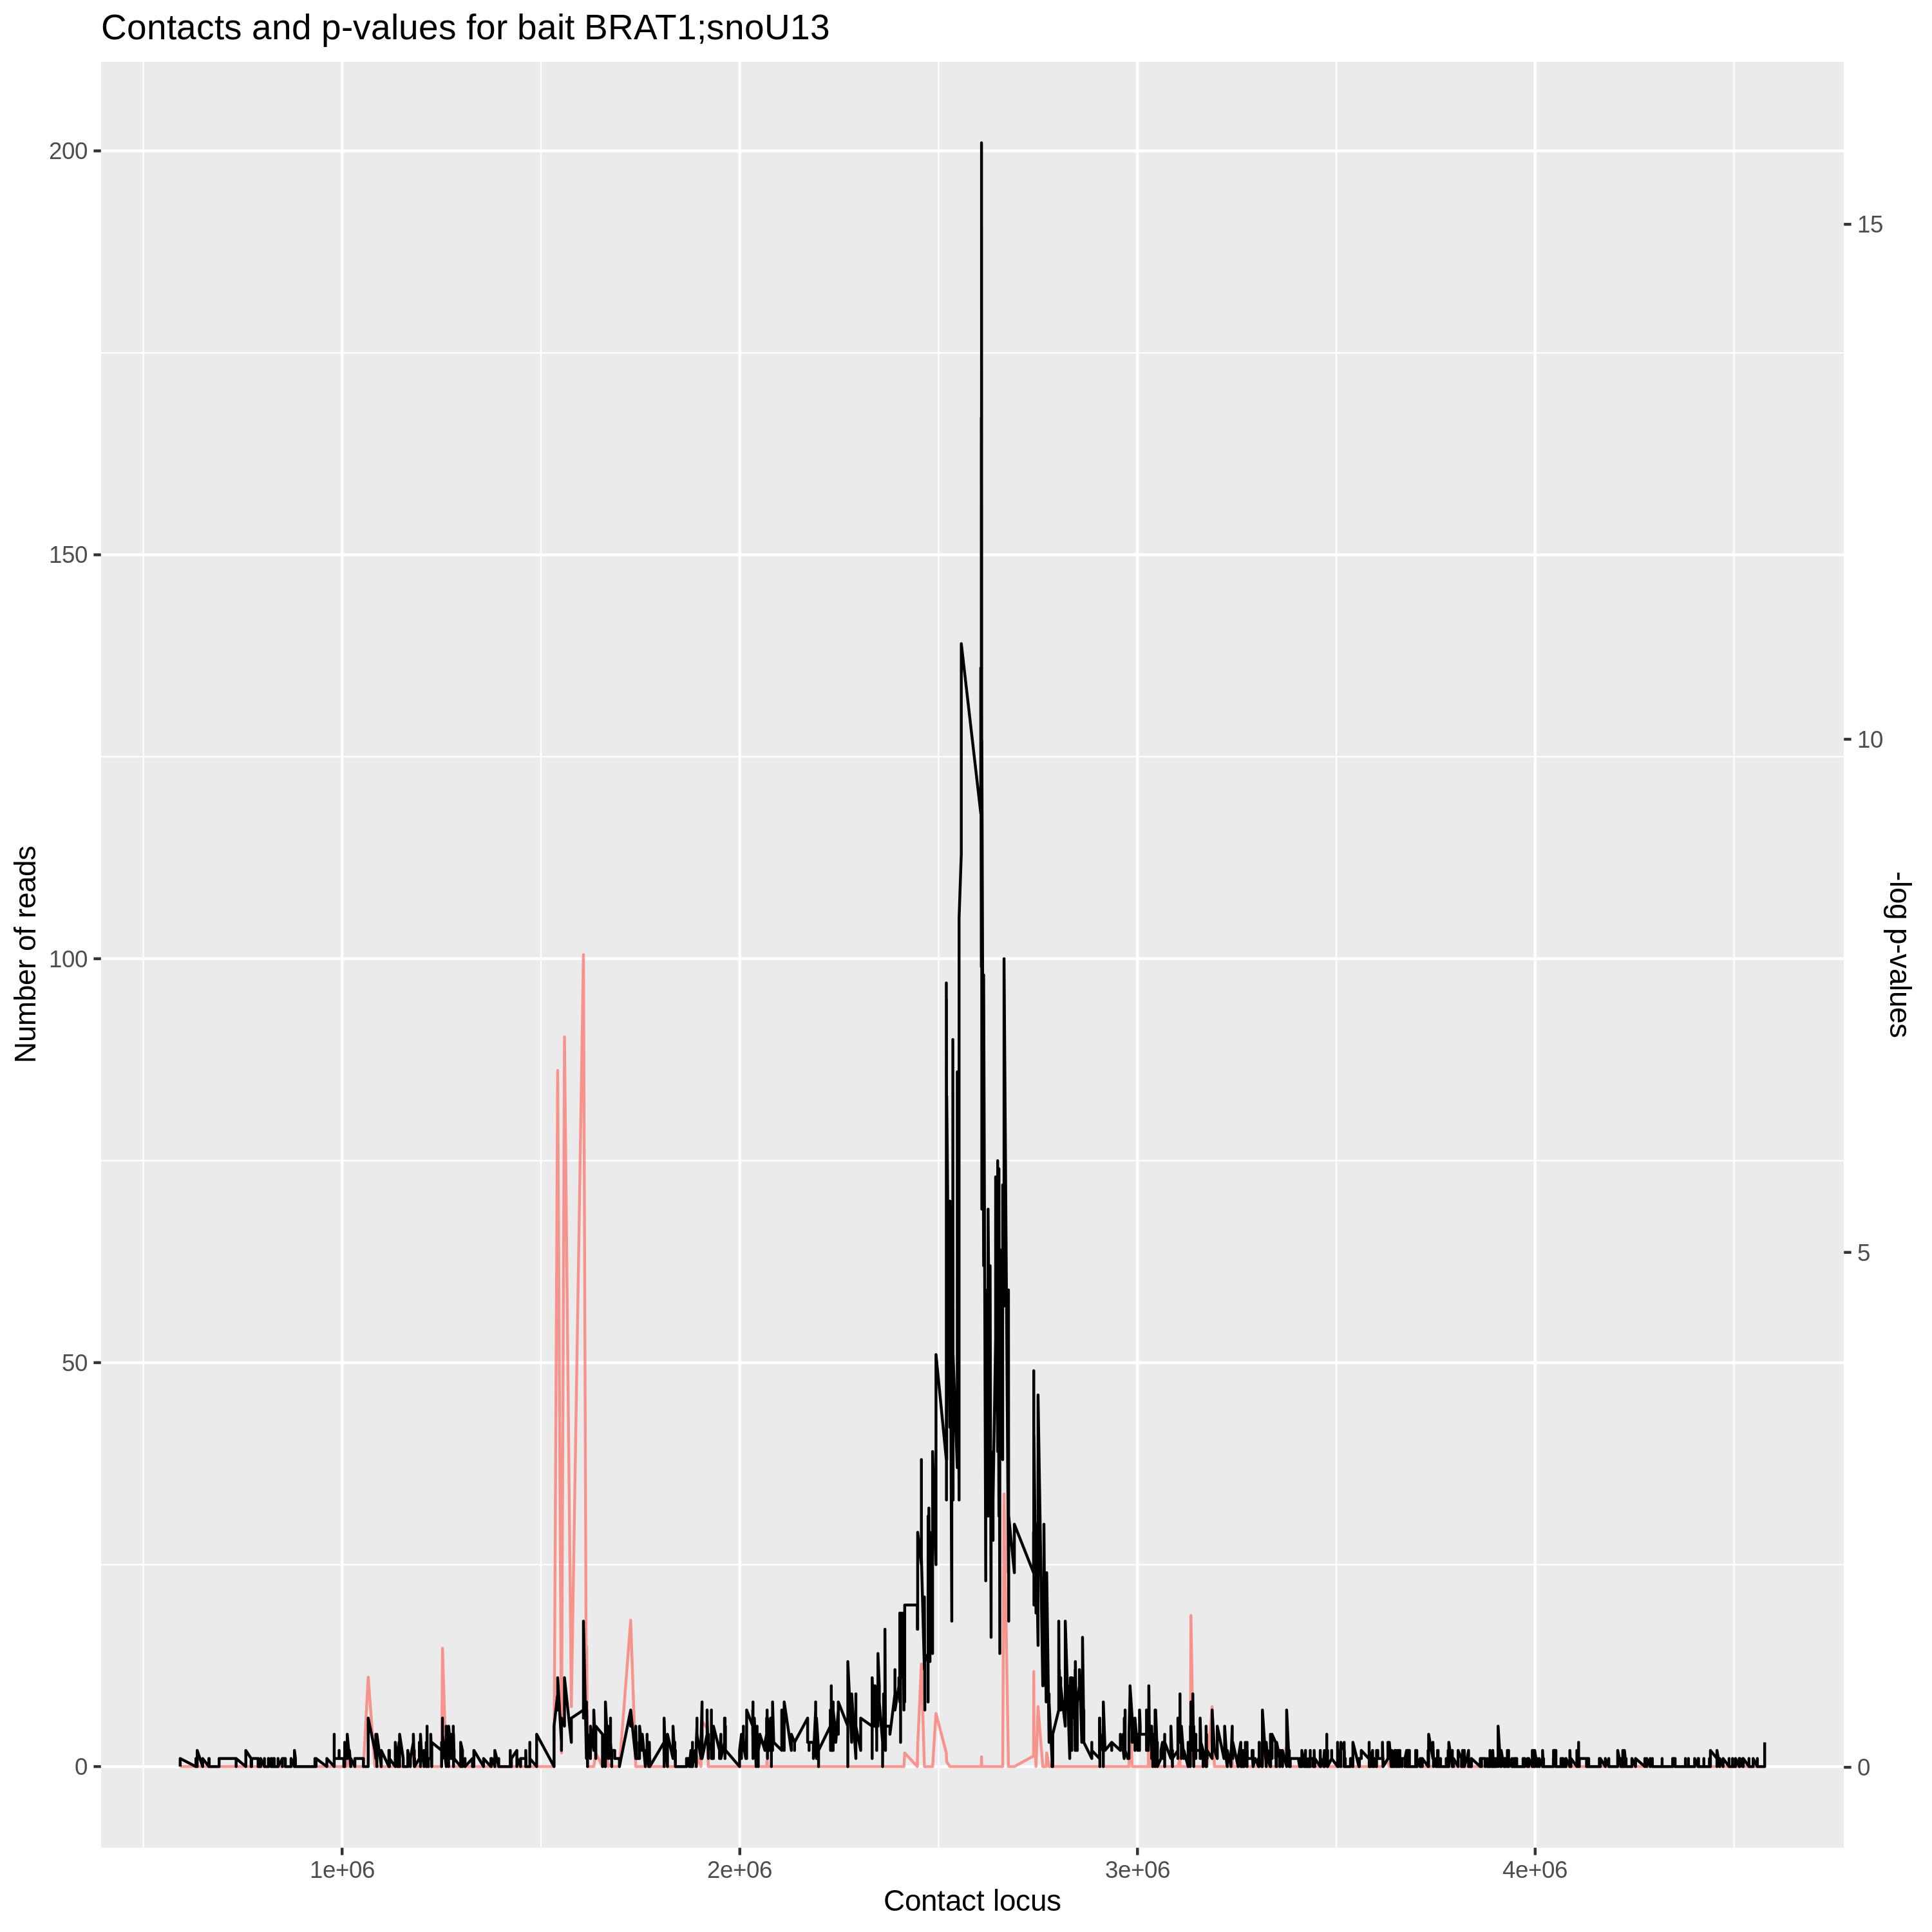 Contacts and p-values for bait BRAT1;snoU13
200
150
100
50
0
Number of reads
15
10
5
0
-log p-values
1e+06
2e+06
3e+06
4e+06
Contact locus